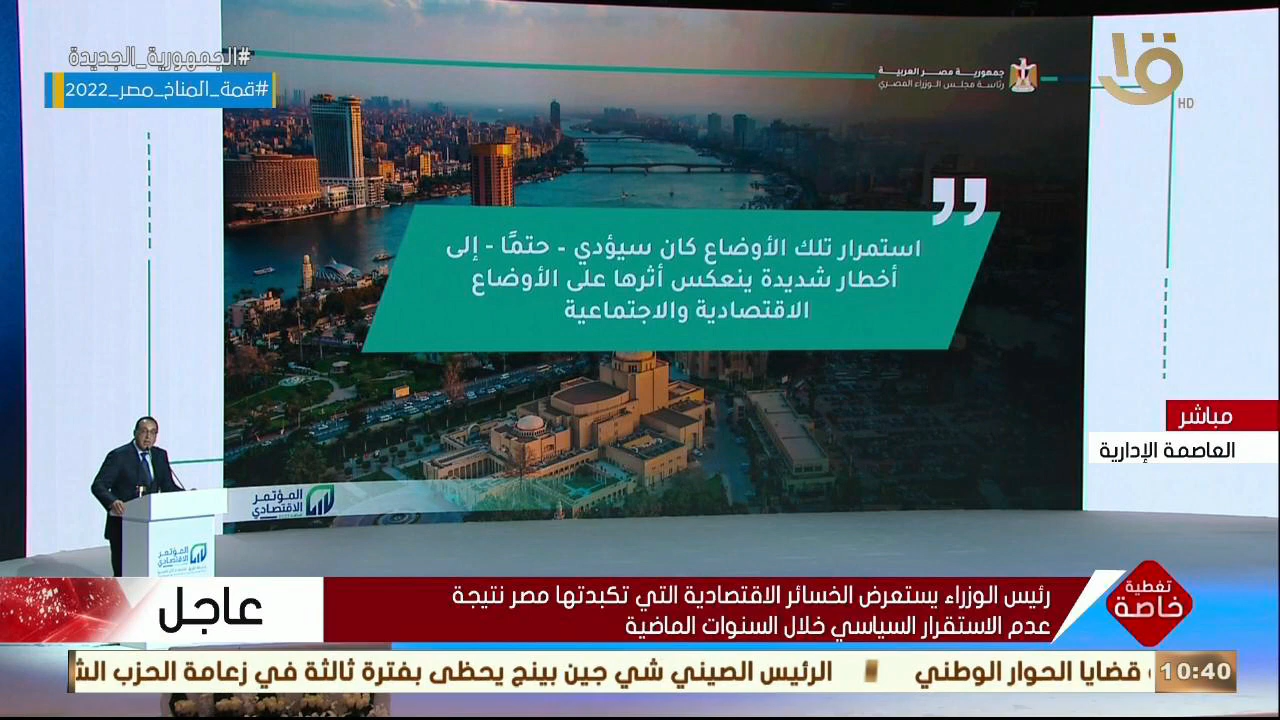 #الجمهورية_الجديدة
#قمة_المناخ_مصر_2022
جمهورية مصر العربية
رئاسة مجلس الوزراء المصري
HD
استمرار تلك الأوضاع كان سيؤدي - حتمًا - إلى
أخطار شديدة ينعكس أثرها على الأوضاع
الاقتصادية والاجتماعية
مباشر
العاصمة الإدارية
المؤتمر
الاقتصادي
المؤتمر
الاقتصادي
تغطية
خاصة
رئيس الوزراء يستعرض الخسائر الاقتصادية التي تكبدتها مصر نتيجة
عدم الاستقرار السياسي خلال السنوات الماضية
عاجل
10:40
قضايا الحوار الوطني
الرئيس الصيني شي جين بينج يحظى بفترة ثالثة في زعامة الحزب